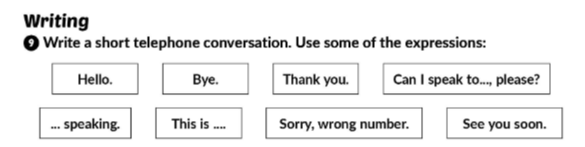 Writing
9 Write a short telephone conversation. Use some of the expressions:
Hello. Bye. Thank you. Can I speak to..., please?
... speaking. This is .... Sorry, wrong number. See you soon.